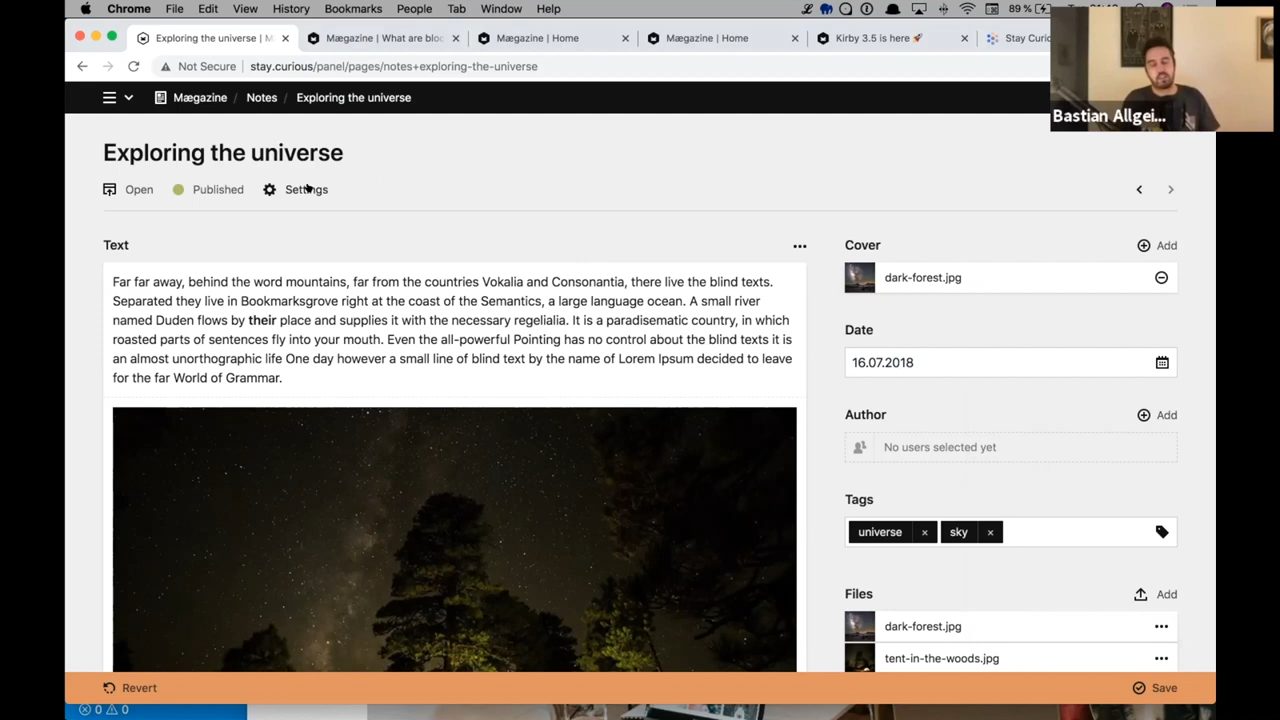 Chrome File Edit View History Bookmarks People Tab Window Help
89 %
Exploring the universe | M
Mægazine | What are bloc
Mægazine | Home
Mægazine | Home
Kirby 3.5 is here 🚀
Stay Curio
Not Secure | stay.curious/panel/pages/notes+exploring-the-universe
Bastian Allgei...
Mægazine / Notes / Exploring the universe
Exploring the universe
Open Published Settings
Text
Far far away, behind the word mountains, far from the countries Vokalia and Consonantia, there live the blind texts.
Separated they live in Bookmarksgrove right at the coast of the Semantics, a large language ocean. A small river
named Duden flows by their place and supplies it with the necessary regelialia. It is a paradisematic country, in which
roasted parts of sentences fly into your mouth. Even the all-powerful Pointing has no control about the blind texts it is
an almost unorthographic life One day however a small line of blind text by the name of Lorem Ipsum decided to leave
for the far World of Grammar.
Cover Add
dark-forest.jpg
Date
16.07.2018
Author Add
No users selected yet
Tags
universe × sky ×
Files Add
dark-forest.jpg
tent-in-the-woods.jpg
Revert Save
0 0